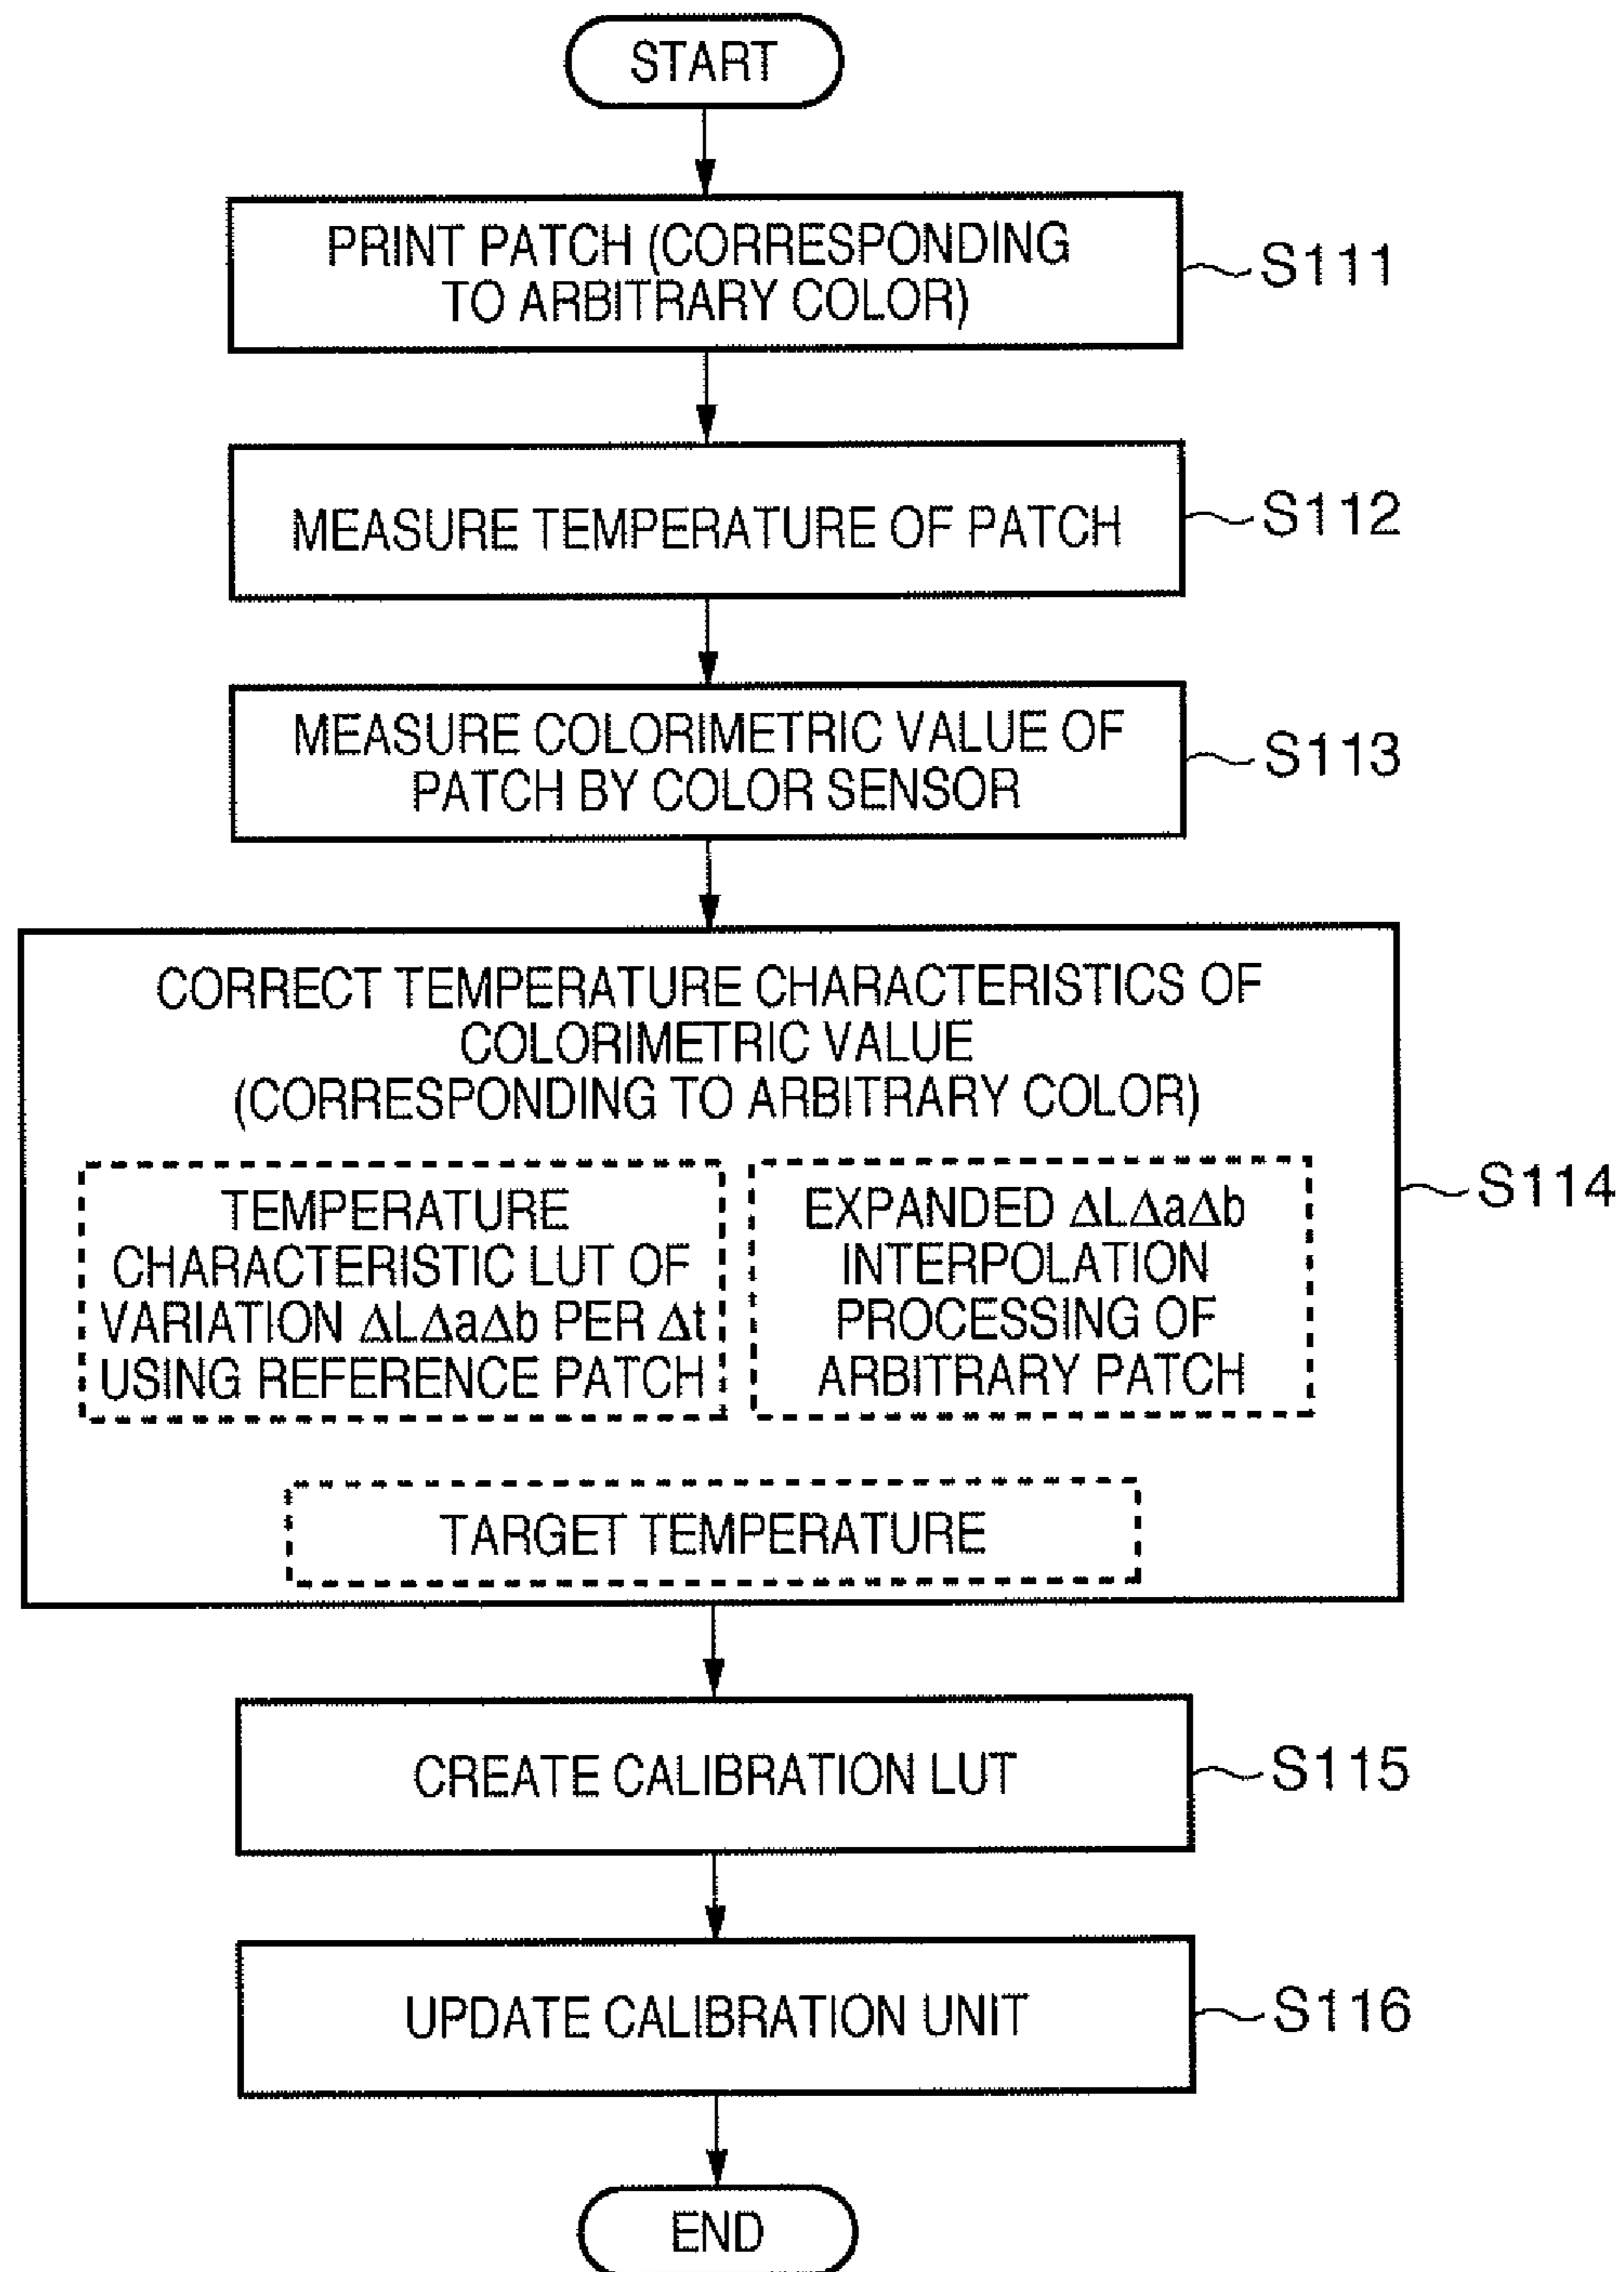 START
PRINT PATCH (CORRESPONDING
TO ARBITRARY COLOR)
S111
MEASURE TEMPERATURE OF PATCH
S112
MEASURE COLORIMETRIC VALUE OF
PATCH BY COLOR SENSOR
S113
CORRECT TEMPERATURE CHARACTERISTICS OF
COLORIMETRIC VALUE
(CORRESPONDING TO ARBITRARY COLOR)
TEMPERATURE
CHARACTERISTIC LUT OF
VARIATION ΔLΔaΔb PER Δt
USING REFERENCE PATCH
EXPANDED ΔLΔaΔb
INTERPOLATION
PROCESSING OF
ARBITRARY PATCH
TARGET TEMPERATURE
S114
CREATE CALIBRATION LUT
S115
UPDATE CALIBRATION UNIT
S116
END